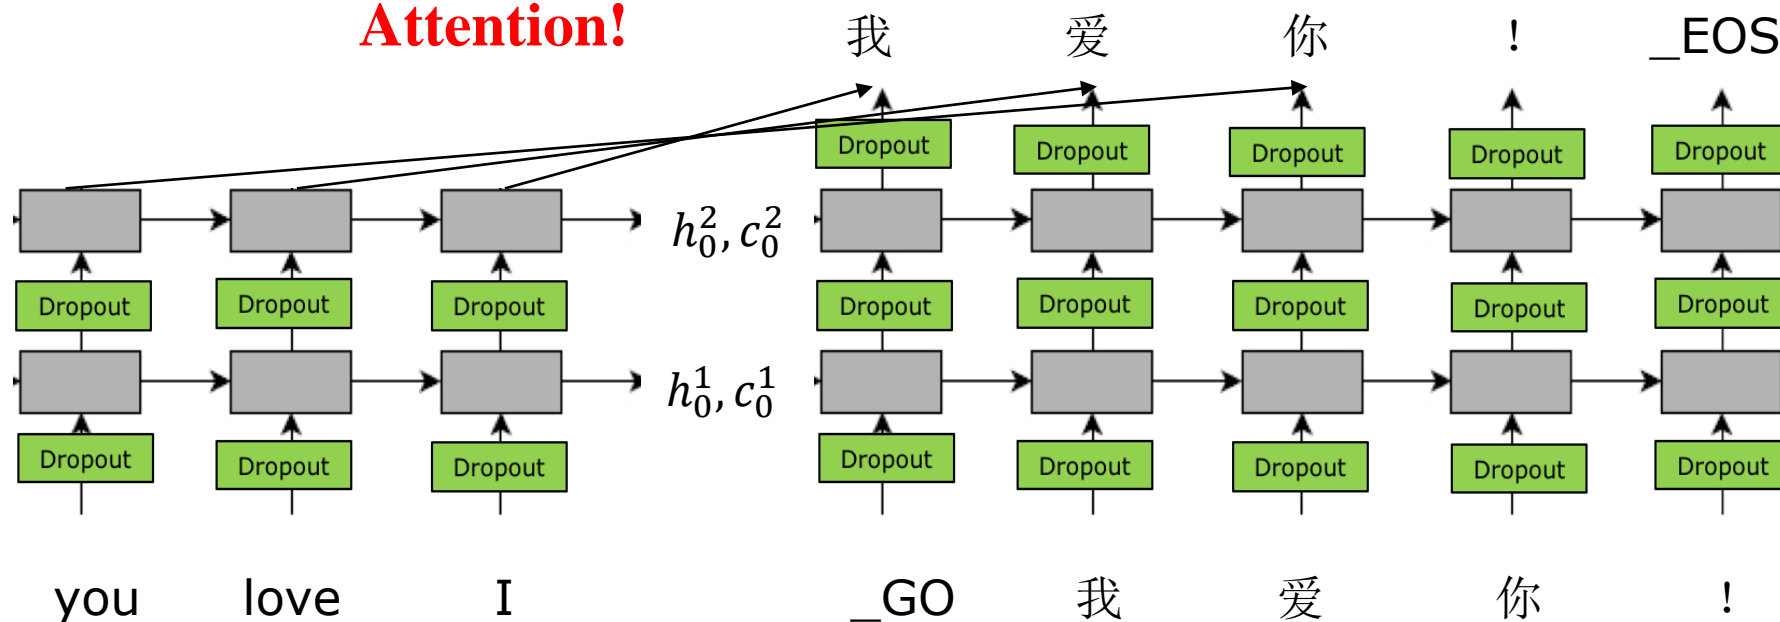 Attention!
我 爱 你 ! _EOS
Dropout Dropout Dropout Dropout Dropout
h_0^2, c_0^2
Dropout Dropout Dropout Dropout Dropout Dropout Dropout Dropout
h_0^1, c_0^1
Dropout Dropout Dropout Dropout Dropout Dropout Dropout Dropout
you love I _GO 我 爱 你 !